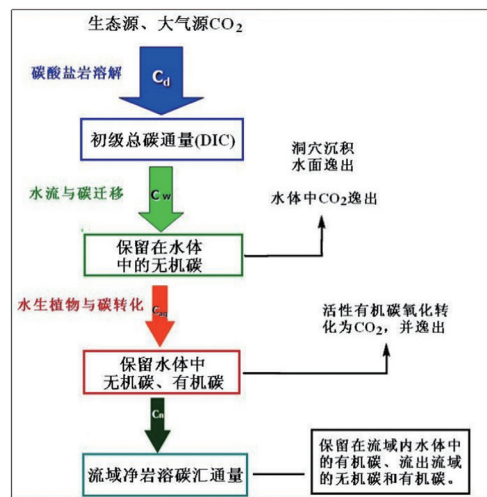 生态源、大气源CO₂
碳酸盐岩溶解
Cd
初级总碳通量(DIC)
洞穴沉积
水面逸出
水流与碳迁移
Cw
水体中CO₂逸出
保留在水体
中的无机碳
水生植物与碳转化
Caq
活性有机碳氧化转
化为CO₂，并逸出
保留水体中
无机碳、有机碳
Cn
流域净岩溶碳汇通量
保留在流域内水体中
的有机碳、流出流域
的无机碳和有机碳。